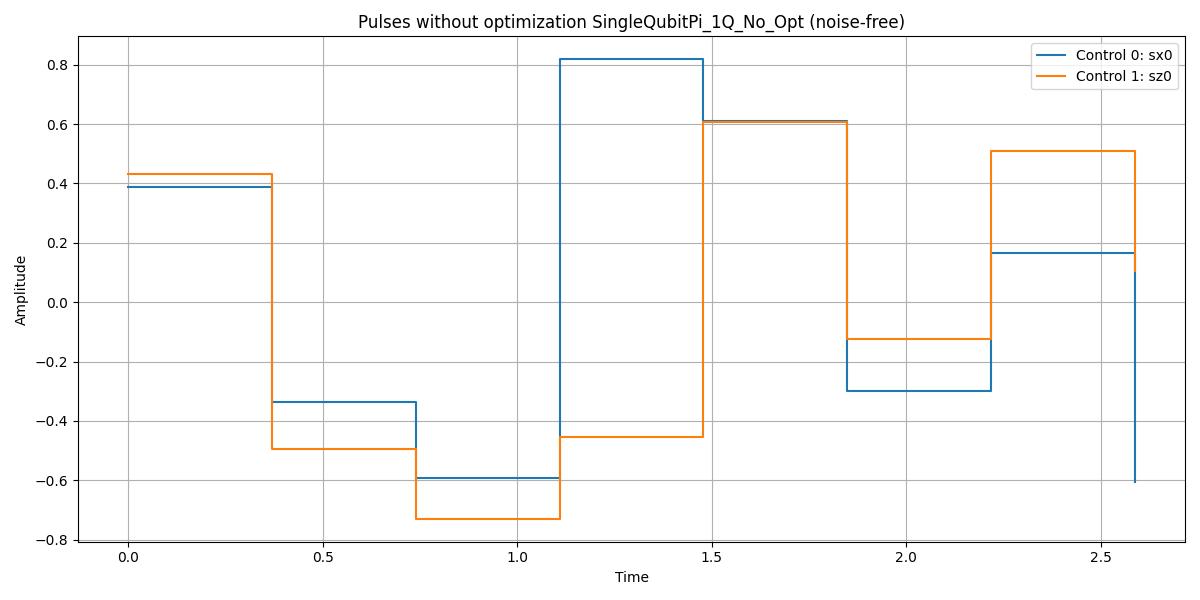 Pulses without optimization SingleQubitPi_1Q_No_Opt (noise-free)
Control 0: sx0
Control 1: sz0
Amplitude
0.8
0.6
0.4
0.2
0.0
−0.2
−0.4
−0.6
−0.8
0.0 0.5 1.0 1.5 2.0 2.5
Time